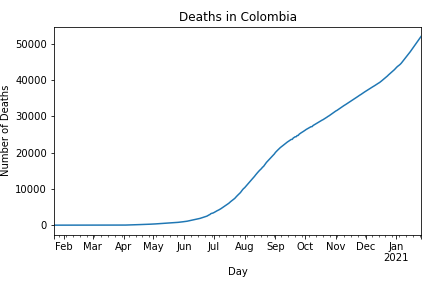 Deaths in Colombia
Number of Deaths
50000
40000
30000
20000
10000
0
Feb Mar Apr May Jun Jul Aug Sep Oct Nov Dec Jan
2021
Day